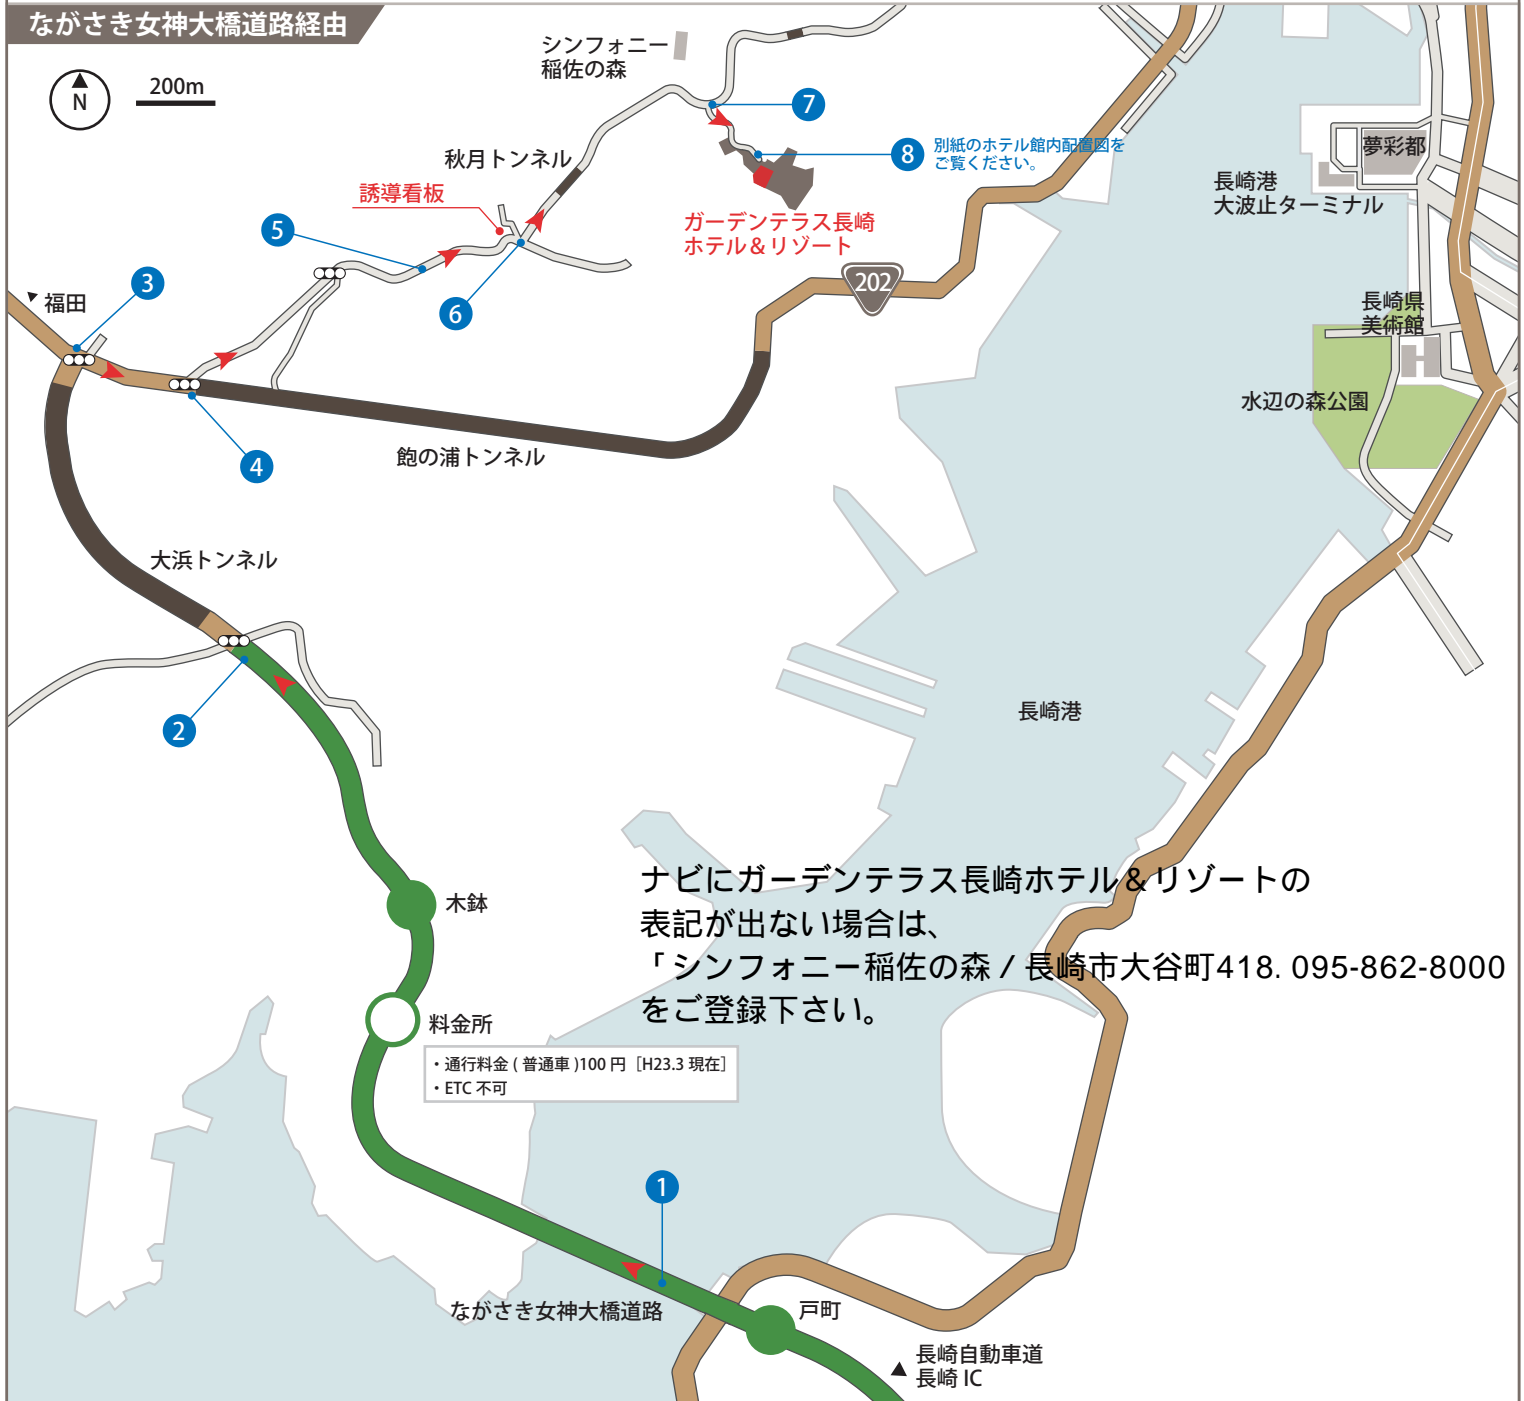 ながさき女神大橋道路経由
N
200m
シンフォニー
稲佐の森
7
8
別紙のホテル館内配置図を
ご覧ください。
秋月トンネル
誘導看板
ガーデンテラス長崎
ホテル＆リゾート
夢彩都
長崎港
大波止ターミナル
5
6
3
福田
202
長崎県
美術館
水辺の森公園
4
飽の浦トンネル
大浜トンネル
2
長崎港
木鉢
ナビにガーデンテラス長崎ホテル＆リゾートの
表記が出ない場合は、
「シンフォニー稲佐の森 / 長崎市大谷町418. 095-862-8000
をご登録下さい。
料金所
・通行料金 ( 普通車 )100 円［H23.3 現在］
・ETC 不可
1
ながさき女神大橋道路
戸町
長崎自動車道
長崎 IC